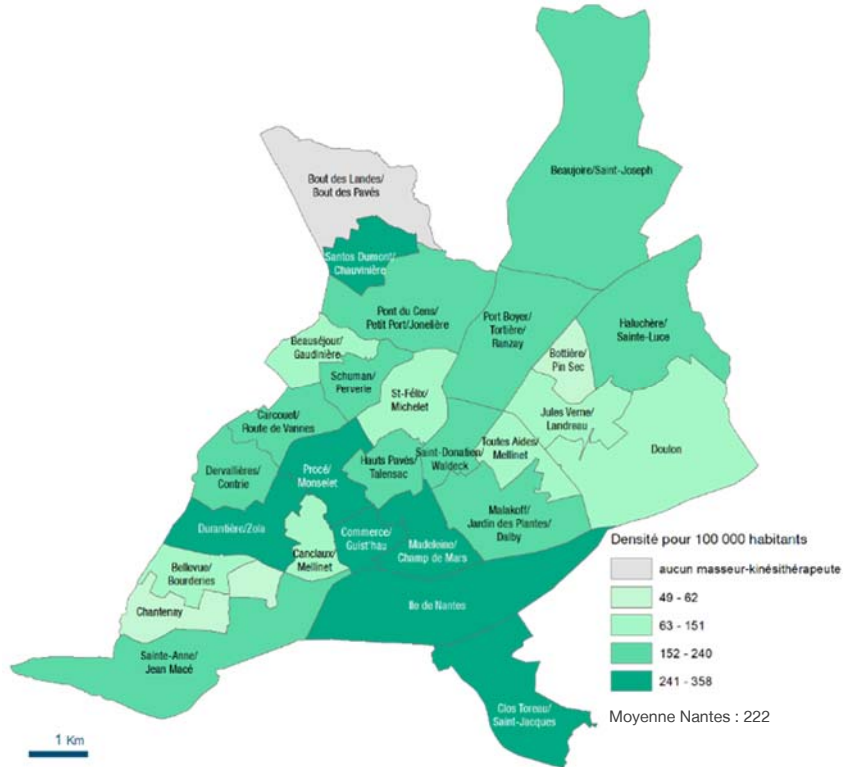 Bout des Landes/
Bout des Pavés
Beaujoire/Saint-Joseph
Santos Dumont/
Chauvinière
Pont du Cens/
Petit Port/Jonelière
Port Boyer/
Tortière/
Ranzay
Haluchère/
Sainte-Luce
Beauséjour/
Gaudinière
Bottière/
Pin Sec
Schuman/
Perverie
St-Félix/
Michelet
Jules Verne/
Landreau
Carcouet/
Route de Vannes
Doulon
Toutes Aides/
Mellinet
Saint-Donatien/
Waldeck
Hauts Pavés/
Talensac
Procé/
Monselet
Dervallières/
Contrie
Malakoff/
Jardin des Plantes/
Dalby
Durantière/Zola
Commerce/
Guist'hau
Madeleine/
Champ de Mars
Canclaux/
Mellinet
Bellevue/
Bourderies
Chantenay
Ile de Nantes
Sainte-Anne/
Jean Macé
Clos Toreau/
Saint-Jacques
Densité pour 100 000 habitants
aucun masseur-kinésithérapeute
49 - 62
63 - 151
152 - 240
241 - 358
Moyenne Nantes : 222
1 Km